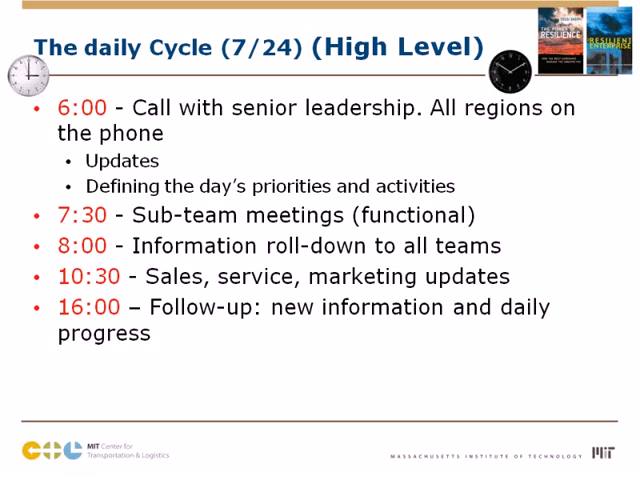 The daily Cycle (7/24) (High Level)
THE POWER OF
RESILIENCE
RESILIENT
ENTERPRISE
• 6:00 - Call with senior leadership. All regions on
the phone
• Updates
• Defining the day's priorities and activities
• 7:30 - Sub-team meetings (functional)
• 8:00 - Information roll-down to all teams
• 10:30 - Sales, service, marketing updates
• 16:00 – Follow-up: new information and daily
progress
MIT Center for
Transportation & Logistics
MASSACHUSETTS INSTITUTE OF TECHNOLOGY